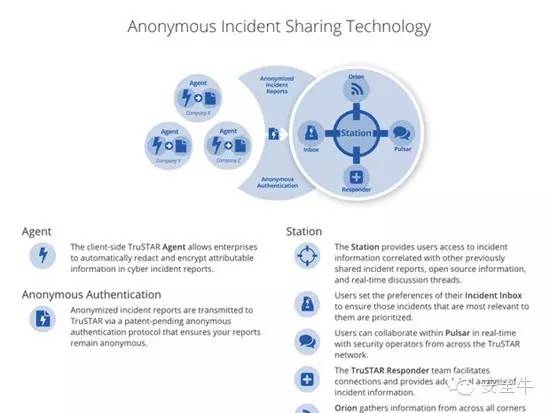 Anonymous Incident Sharing Technology
Agent
Company X
Agent
Company Y
Agent
Company Z
Anonymized
Incident
Reports
Anonymous
Authentication
Orion
Inbox
Station
Pulsar
Responder
Agent
The client-side TruSTAR Agent allows enterprises
to automatically redact and encrypt attributable
information in cyber incident reports.
Anonymous Authentication
Anonymized incident reports are transmitted to
TruSTAR via a patent-pending anonymous
authentication protocol that ensures your reports
remain anonymous.
Station
The Station provides users access to incident
information correlated with other previously
shared incident reports, open source information,
and real-time discussion threads.
Users set the preferences of their Incident Inbox
to ensure those incidents that are most relevant to
them are prioritized.
Users can collaborate within Pulsar in real-time
with security operators from across the TruSTAR
network.
The TruSTAR Responder team facilitates
connections and provides analysis of
incident information.
Orion gathers information from across all corners
安全牛